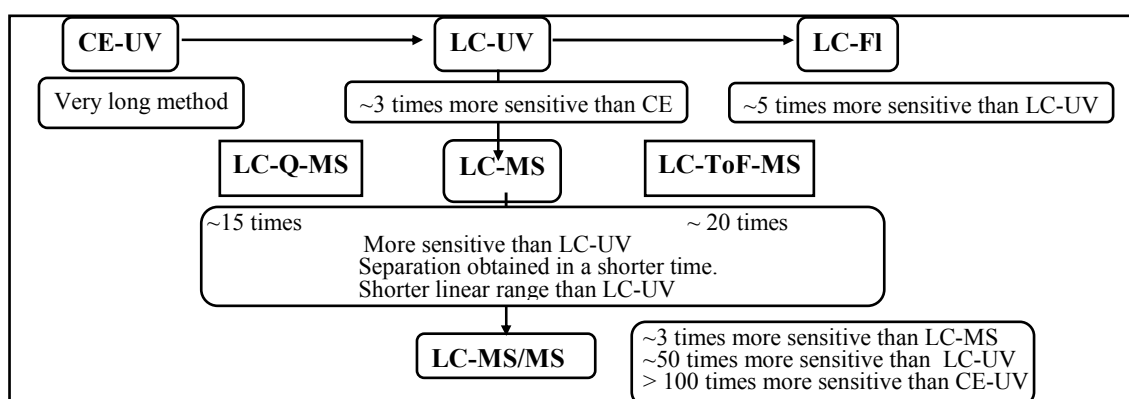 CE-UV
LC-UV
LC-Fl
Very long method
~3 times more sensitive than CE
~5 times more sensitive than LC-UV
LC-Q-MS
LC-MS
LC-ToF-MS
~15 times
~ 20 times
More sensitive than LC-UV
Separation obtained in a shorter time.
Shorter linear range than LC-UV
LC-MS/MS
~3 times more sensitive than LC-MS
~50 times more sensitive than LC-UV
> 100 times more sensitive than CE-UV